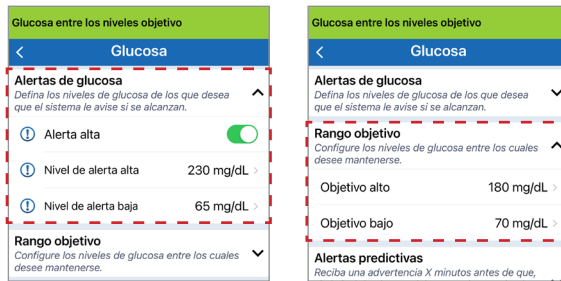 Glucosa entre los niveles objetivo
Glucosa
Alertas de glucosa
Defina los niveles de glucosa de los que desea
que el sistema le avise si se alcanzan.
Alerta alta
Nivel de alerta alta 230 mg/dL
Nivel de alerta baja 65 mg/dL
Rango objetivo
Configure los niveles de glucosa entre los cuales
desee mantenerse.
Glucosa entre los niveles objetivo
Glucosa
Alertas de glucosa
Defina los niveles de glucosa de los que desea
que el sistema le avise si se alcanzan.
Rango objetivo
Configure los niveles de glucosa entre los cuales
desee mantenerse.
Objetivo alto 180 mg/dL
Objetivo bajo 70 mg/dL
Alertas predictivas
Reciba una advertencia X minutos antes de que,